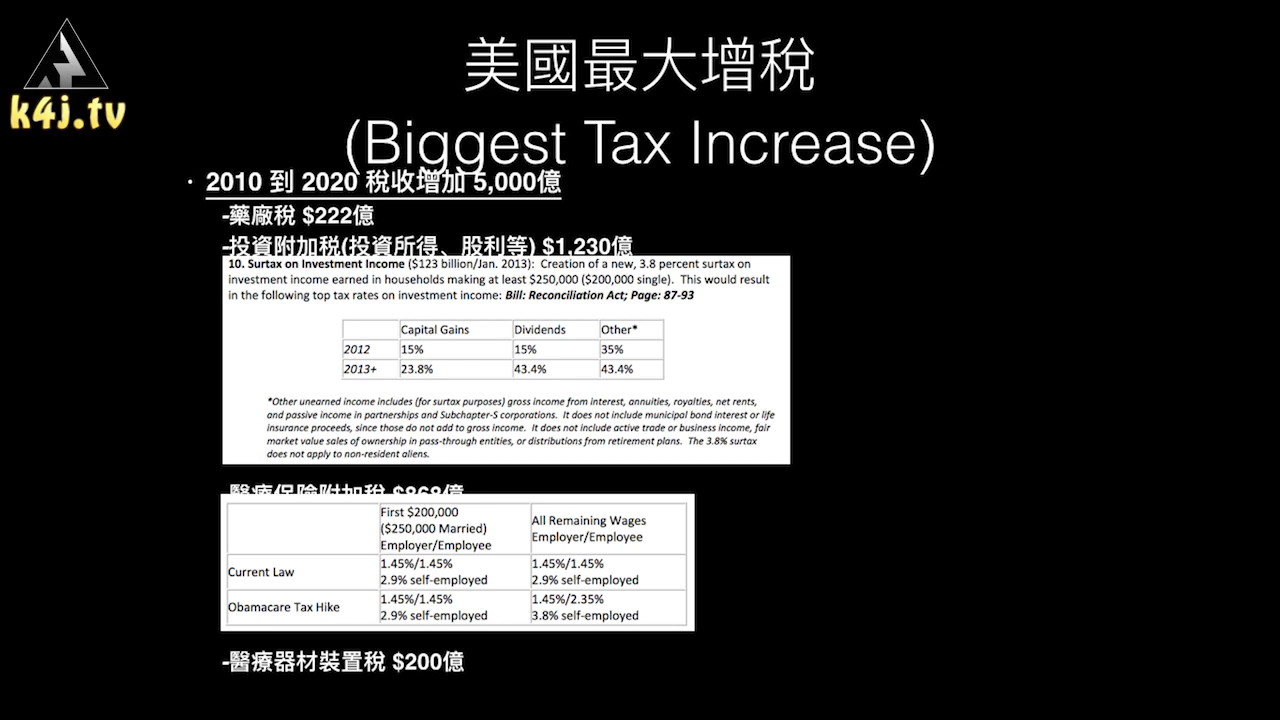 k4j.tv
美國最大增稅
(Biggest Tax Increase)
· 2010 到 2020 稅收增加 5,000億
-藥廠稅 $222億
-投資附加稅(投資所得、股利等) $1,230億
10. Surtax on Investment Income ($123 billion/Jan. 2013): Creation of a new, 3.8 percent surtax on
investment income earned in households making at least $250,000 ($200,000 single). This would result
in the following top tax rates on investment income: Bill: Reconciliation Act; Page: 87-93
Capital Gains Dividends Other*
2012 15% 15% 35%
2013+ 23.8% 43.4% 43.4%
*Other unearned income includes (for surtax purposes) gross income from interest, annuities, royalties, net rents,
and passive income in partnerships and Subchapter-S corporations. It does not include municipal bond interest or life
insurance proceeds, since those do not add to gross income. It does not include active trade or business income, fair
market value sales of ownership in pass-through entities, or distributions from retirement plans. The 3.8% surtax
does not apply to non-resident aliens.
-醫療保險附加稅 $868億
First $200,000
($250,000 Married)
Employer/Employee
All Remaining Wages
Employer/Employee
Current Law
1.45%/1.45%
2.9% self-employed
1.45%/1.45%
2.9% self-employed
Obamacare Tax Hike
1.45%/1.45%
2.9% self-employed
1.45%/2.35%
3.8% self-employed
-醫療器材裝置稅 $200億